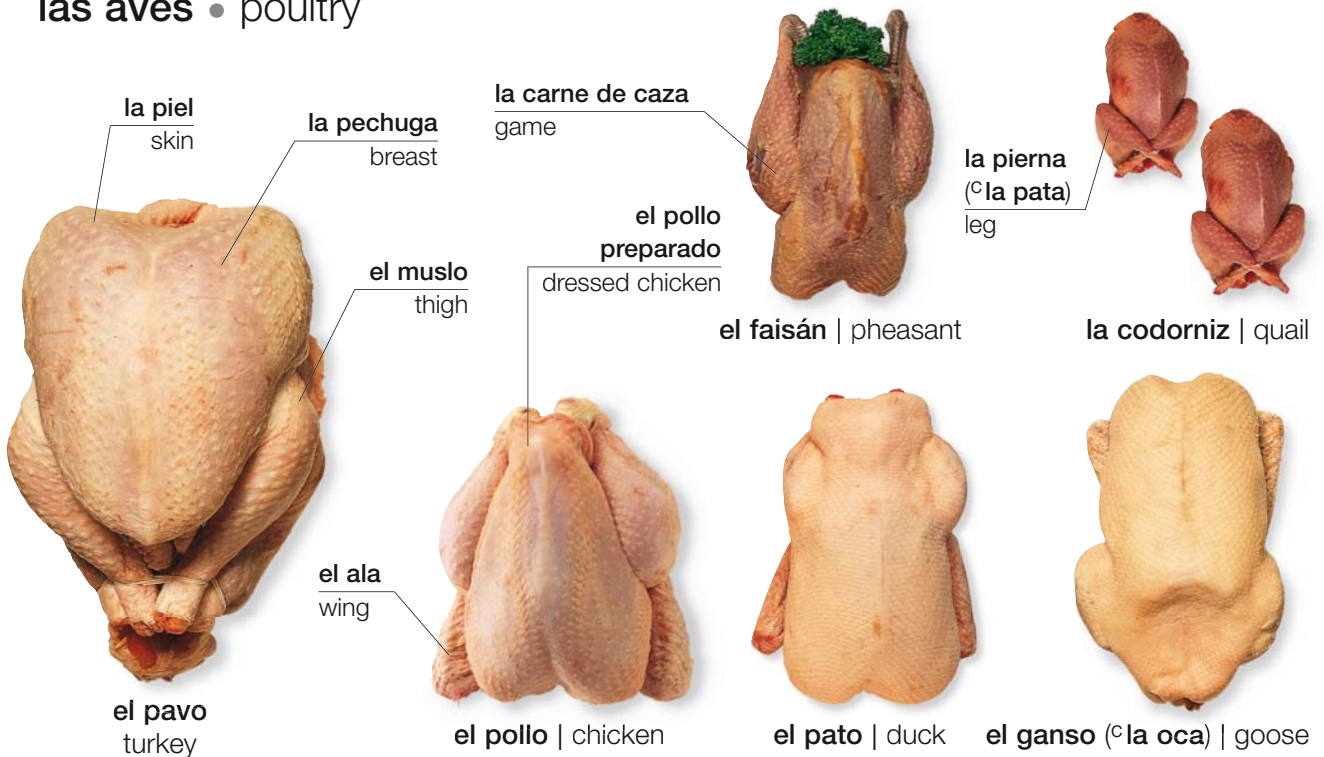 las aves • poultry
la piel
skin
la pechuga
breast
el muslo
thigh
el pavo
turkey
la carne de caza
game
el pollo
preparado
dressed chicken
el faisán | pheasant
la pierna
(ᶜla pata)
leg
la codorniz | quail
el ala
wing
el pollo | chicken
el pato | duck
el ganso (ᶜla oca) | goose